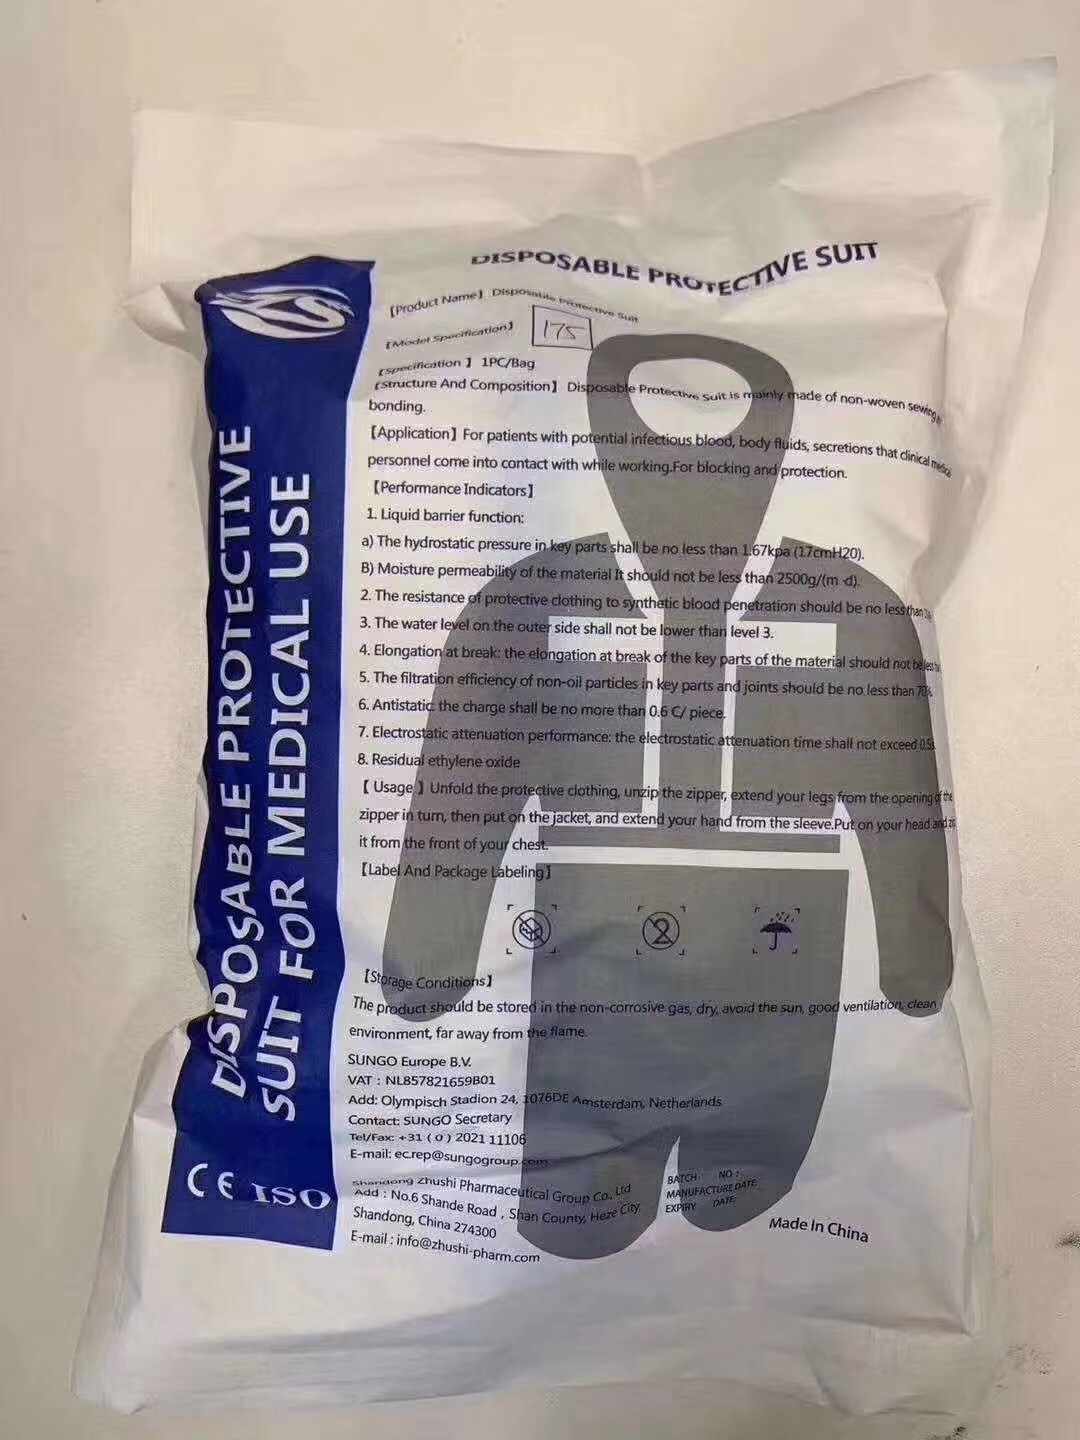 DISPOSABLE PROTECTIVE SUIT
【Product Name】 Disposable Protective Suit
【Model Specification】 175
【Specification 】 1PC/Bag
【Structure And Composition】 Disposable Protective Suit is mainly made of non-woven sewing
bonding.
【Application】For patients with potential infectious blood, body fluids, secretions that clinical medical
personnel come into contact with while working.For blocking and protection.
【Performance Indicators】
1. Liquid barrier function:
a) The hydrostatic pressure in key parts shall be no less than 1.67kpa (17cmH20).
B) Moisture permeability of the material It should not be less than 2500g/(m ·d).
2. The resistance of protective clothing to synthetic blood penetration should be no less than
3. The water level on the outer side shall not be lower than level 3.
4. Elongation at break: the elongation at break of the key parts of the material should not be less
5. The filtration efficiency of non-oil particles in key parts and joints should be no less than 70%
6. Antistatic: the charge shall be no more than 0.6 C/ piece.
7. Electrostatic attenuation performance: the electrostatic attenuation time shall not exceed 0.5s
8. Residual ethylene oxide
【 Usage 】Unfold the protective clothing, unzip the zipper, extend your legs from the opening of the
zipper in turn, then put on the jacket, and extend your hand from the sleeve.Put on your head and
it from the front of your chest.
【Label And Package Labeling】
2
【Storage Conditions】
The product should be stored in the non-corrosive gas, dry, avoid the sun, good ventilation, clean
environment, far away from the flame.
SUNGO Europe B.V.
VAT : NL857821659B01
Add: Olympisch Stadion 24, 1076DE Amsterdam, Netherlands
Contact: SUNGO Secretary
Tel/Fax: +31 ( 0 ) 2021 11106
E-mail: ec.rep@sungogroup.com
Shandong Zhushi Pharmaceutical Group Co., Ltd
Add : No.6 Shande Road , Shan County, Heze City,
Shandong, China 274300
E-mail : info@zhushi-pharm.com
BATCH NO :
MANUFACTURE DATE
EXPIRY DATE:
Made In China
DISPOSABLE PROTECTIVE
SUIT FOR MEDICAL USE
CE ISO